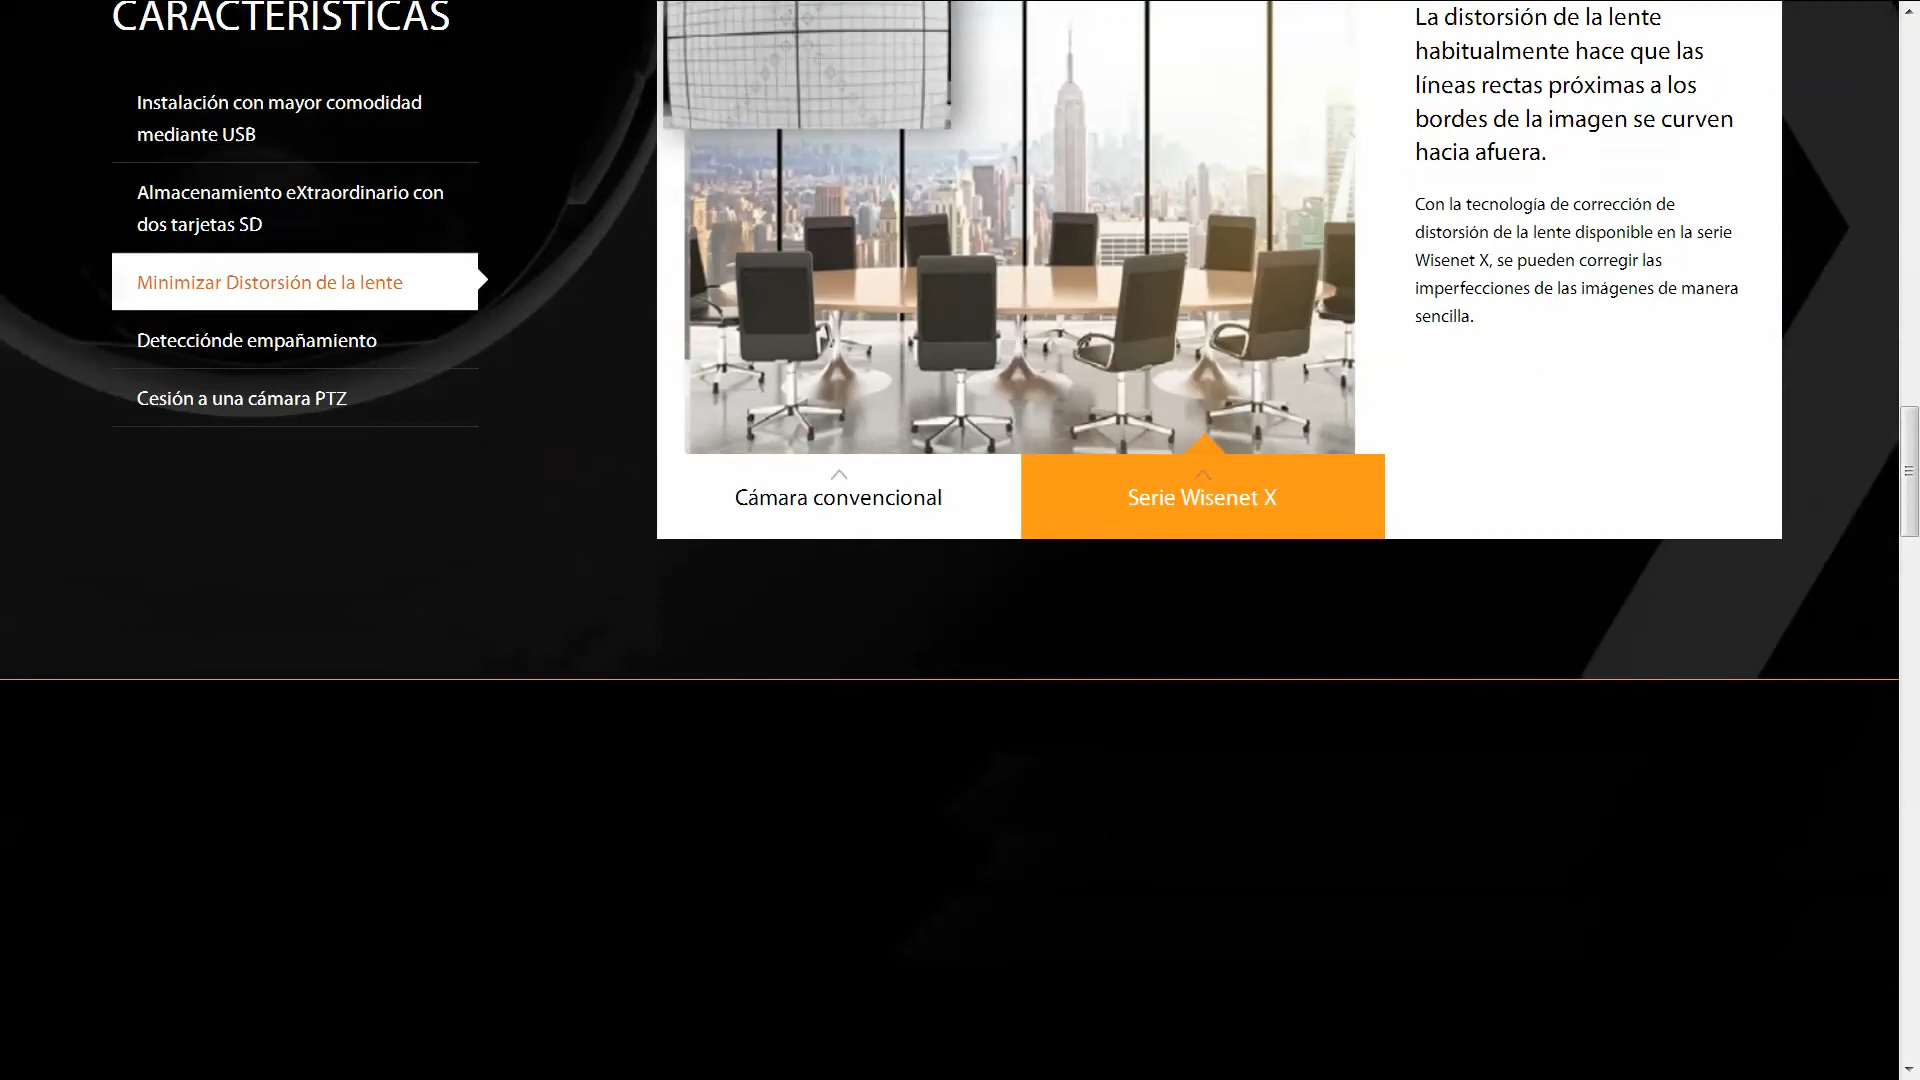 CARACTERÍSTICAS
Instalación con mayor comodidad
mediante USB
Almacenamiento eXtraordinario con
dos tarjetas SD
Minimizar Distorsión de la lente
Detecciónde empañamiento
Cesión a una cámara PTZ
Cámara convencional
Serie Wisenet X
La distorsión de la lente
habitualmente hace que las
líneas rectas próximas a los
bordes de la imagen se curven
hacia afuera.
Con la tecnología de corrección de
distorsión de la lente disponible en la serie
Wisenet X, se pueden corregir las
imperfecciones de las imágenes de manera
sencilla.